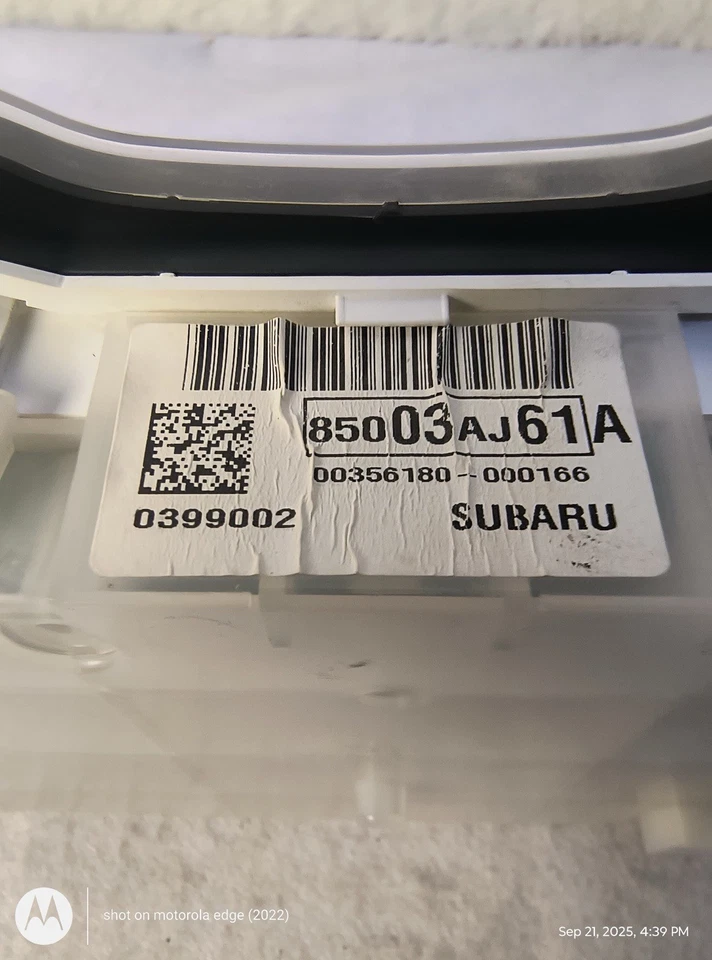 85003AJ61A
00356180--000166
0399002
SUBARU
shot on motorola edge (2022)
Sep 21, 2025, 4:39 PM